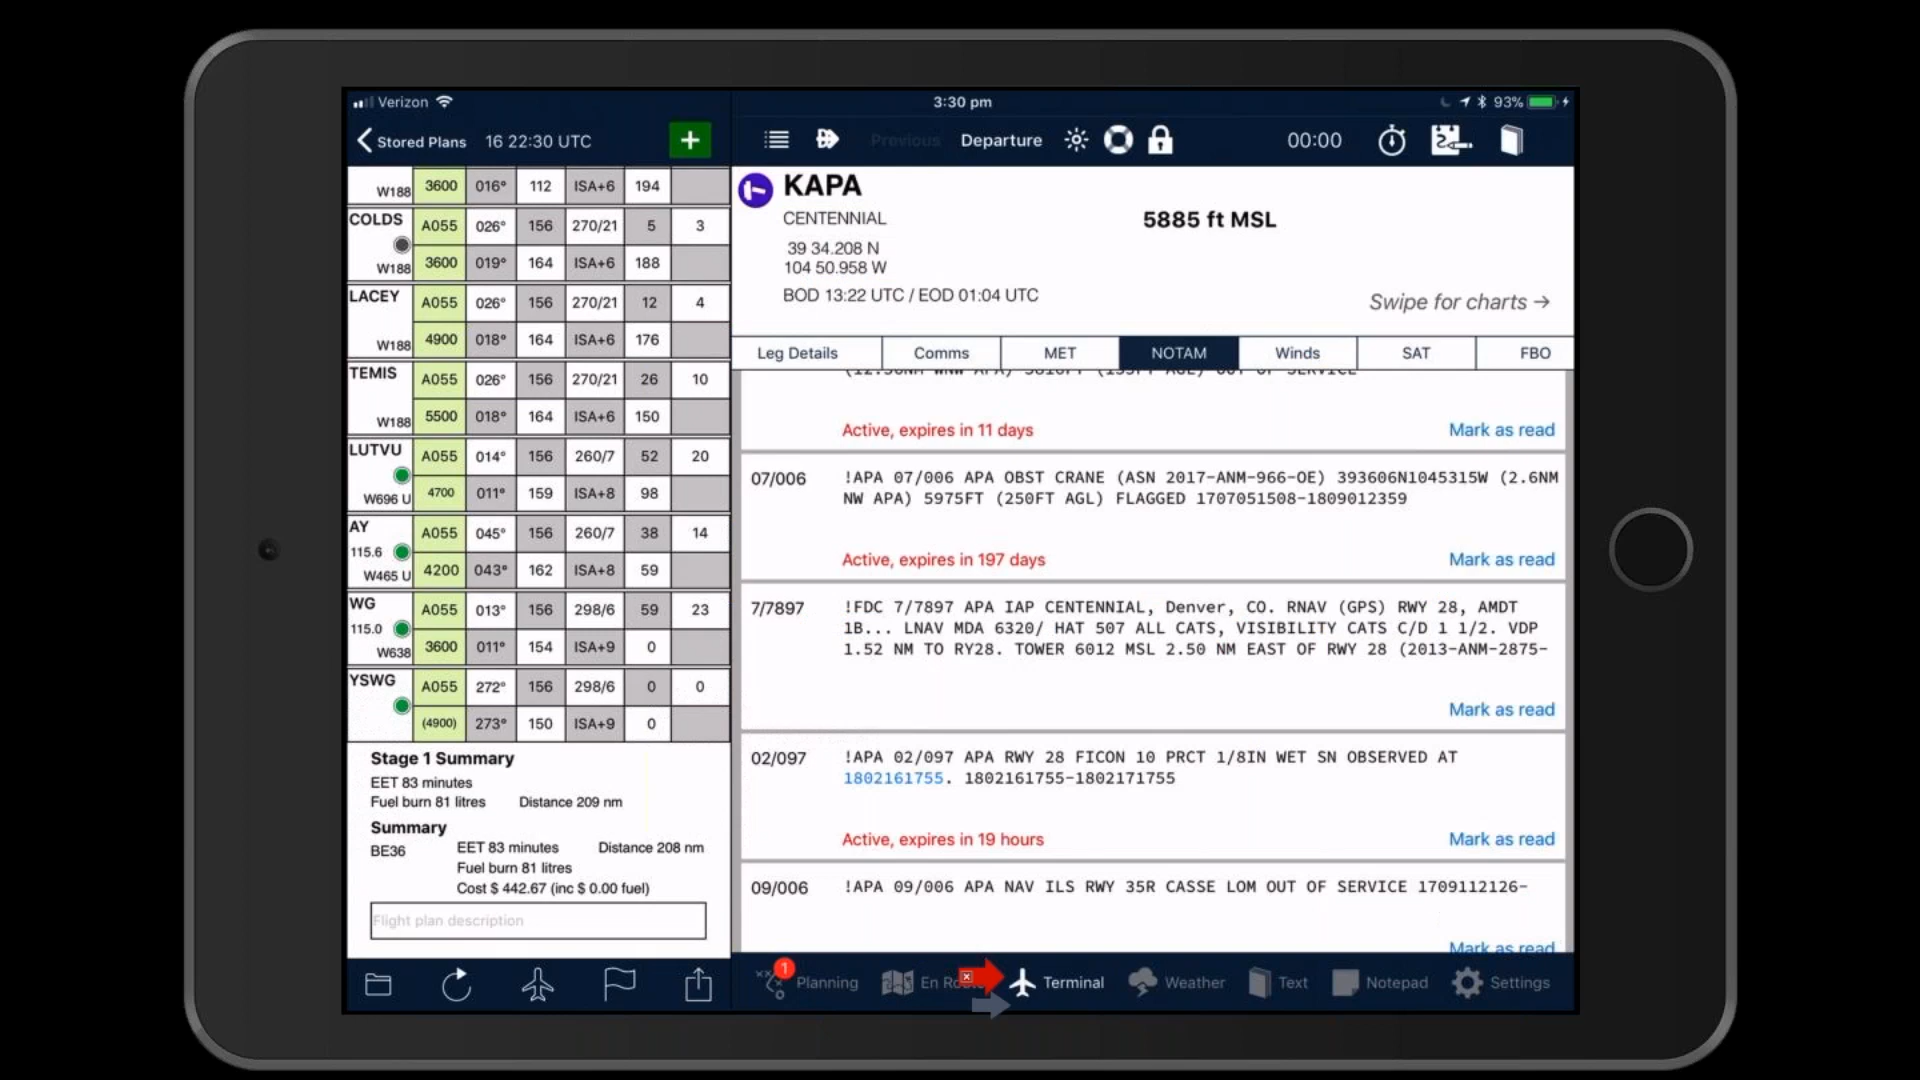 Verizon
3:30 pm
93%
Stored Plans
16 22:30 UTC
+
Previous
Departure
00:00
W188 3600 016° 112 ISA+6 194
COLDS A055 026° 156 270/21 5 3
W188 3600 019° 164 ISA+6 188
LACEY A055 026° 156 270/21 12 4
W188 4900 018° 164 ISA+6 176
TEMIS A055 026° 156 270/21 26 10
W188 5500 018° 164 ISA+6 150
LUTVU A055 014° 156 260/7 52 20
W696 U 4700 011° 159 ISA+8 98
AY A055 045° 156 260/7 38 14
115.6
W465 U 4200 043° 162 ISA+8 59
WG A055 013° 156 298/6 59 23
115.0
W638 3600 011° 154 ISA+9 0
YSWG A055 272° 156 298/6 0 0
(4900) 273° 150 ISA+9 0
Stage 1 Summary
EET 83 minutes
Fuel burn 81 litres Distance 209 nm
Summary
BE36 EET 83 minutes Distance 208 nm
Fuel burn 81 litres
Cost $ 442.67 (inc $ 0.00 fuel)
Flight plan description
KAPA
CENTENNIAL
5885 ft MSL
39 34.208 N
104 50.958 W
BOD 13:22 UTC / EOD 01:04 UTC
Swipe for charts →
Leg Details Comms MET NOTAM Winds SAT FBO
OUT OF SERVICE
Active, expires in 11 days Mark as read
07/006 !APA 07/006 APA OBST CRANE (ASN 2017-ANM-966-OE) 393606N1045315W (2.6NM
NW APA) 5975FT (250FT AGL) FLAGGED 1707051508-1809012359
Active, expires in 197 days Mark as read
7/7897 !FDC 7/7897 APA IAP CENTENNIAL, Denver, CO. RNAV (GPS) RWY 28, AMDT
1B... LNAV MDA 6320/ HAT 507 ALL CATS, VISIBILITY CATS C/D 1 1/2. VDP
1.52 NM TO RY28. TOWER 6012 MSL 2.50 NM EAST OF RWY 28 (2013-ANM-2875-
Mark as read
02/097 !APA 02/097 APA RWY 28 FICON 10 PRCT 1/8IN WET SN OBSERVED AT
1802161755. 1802161755-1802171755
Active, expires in 19 hours Mark as read
09/006 !APA 09/006 APA NAV ILS RWY 35R CASSE LOM OUT OF SERVICE 1709112126-
Mark as read
1
Planning En Terminal Weather Text Notepad Settings